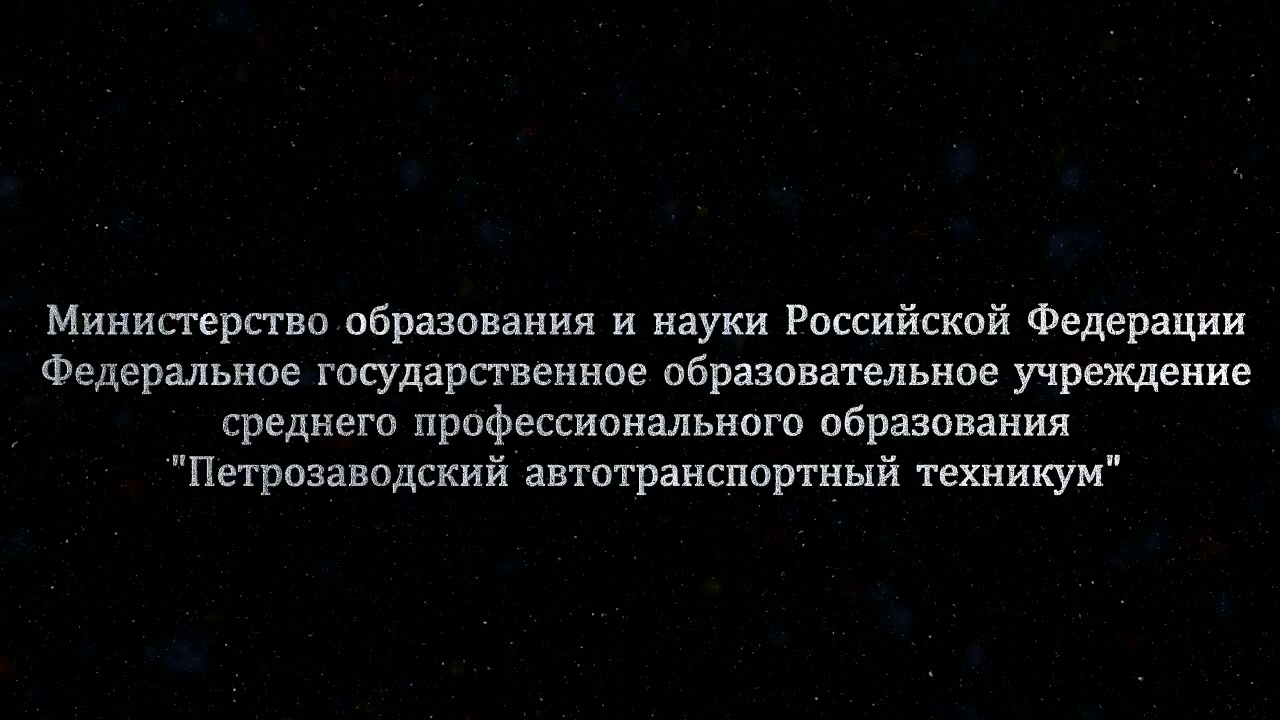 Министерство образования и науки Российской Федерации
Федеральное государственное образовательное учреждение
среднего профессионального образования
"Петрозаводский автотранспортный техникум"